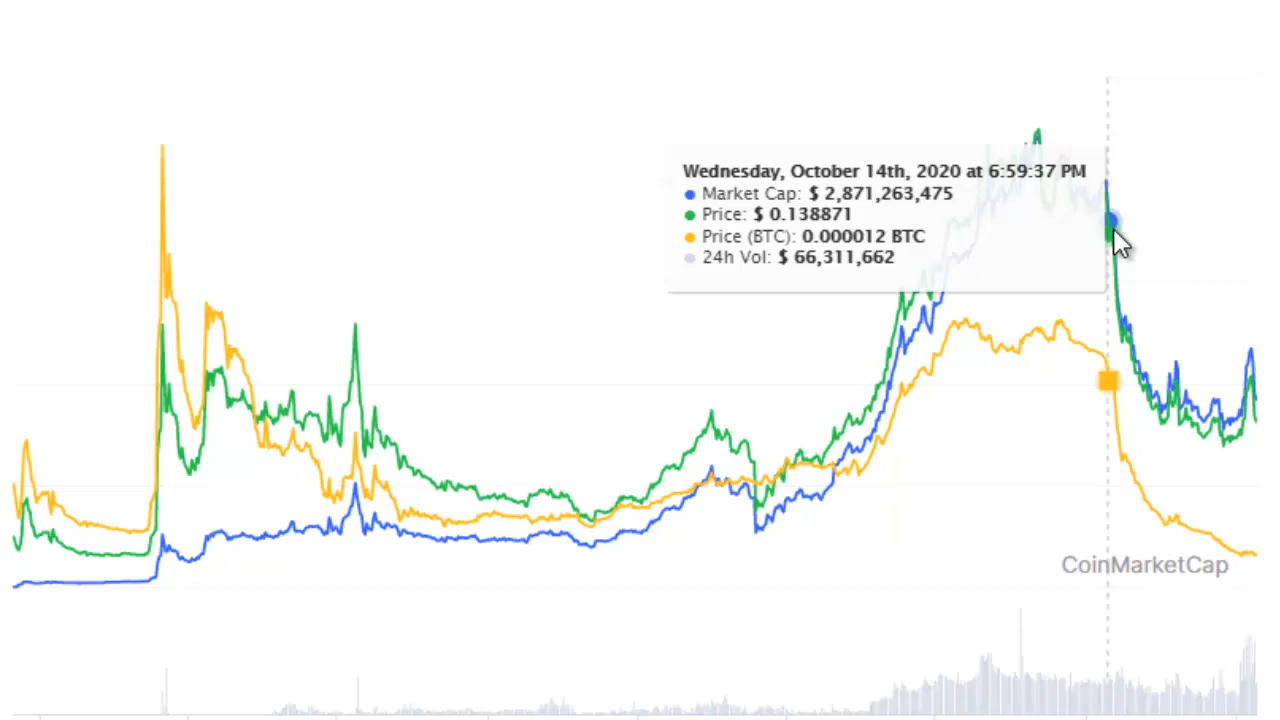 Wednesday, October 14th, 2020 at 6:59:37 PM
Market Cap: $ 2,871,263,475
Price: $ 0.138871
Price (BTC): 0.000012 BTC
24h Vol: $ 66,311,662
CoinMarketCap